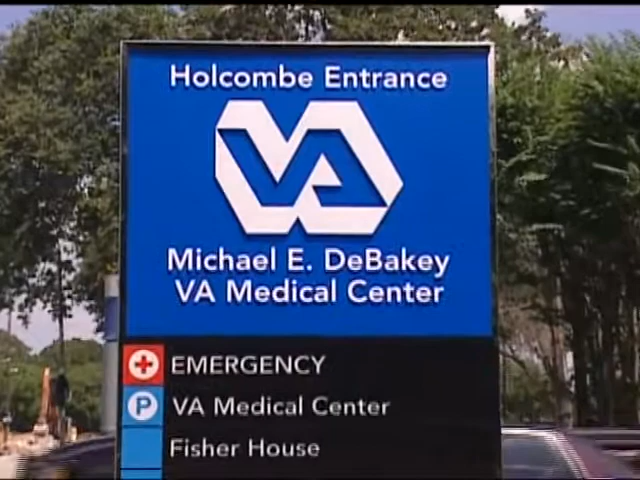 Holcombe Entrance
VA
Michael E. DeBakey
VA Medical Center
EMERGENCY
P VA Medical Center
Fisher House